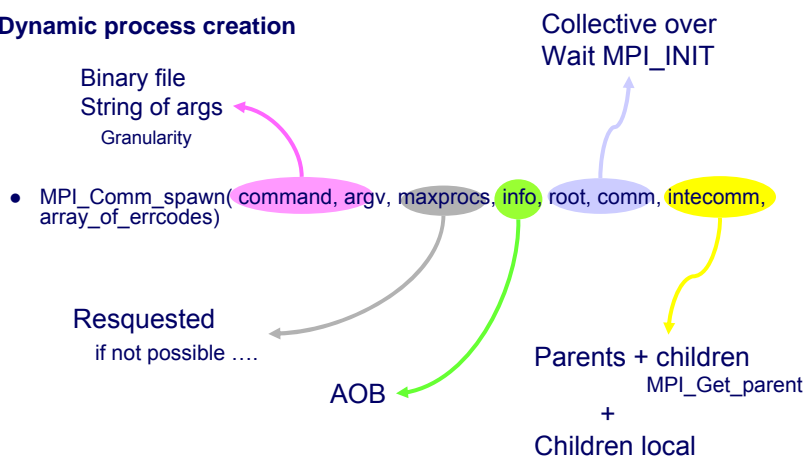 Dynamic process creation
Collective over
Wait MPI_INIT
Binary file
String of args
Granularity
● MPI_Comm_spawn( command, argv, maxprocs, info, root, comm, intecomm,
array_of_errcodes)
Resquested
if not possible ….
AOB
Parents + children
MPI_Get_parent
+
Children local